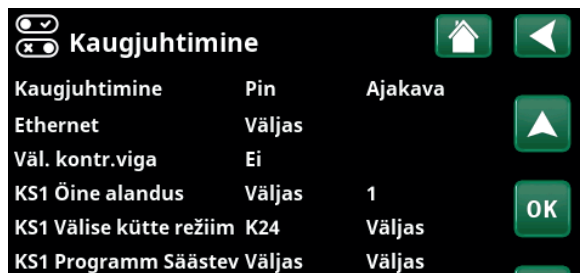 Kaugjuhtimine
Kaugjuhtimine Pin Ajakava
Ethernet Väljas
Väl. kontr.viga Ei
KS1 Öine alandus Väljas 1
OK
KS1 Välise kütte režiim K24 Väljas
KS1 Programm Säästev Väljas Väljas